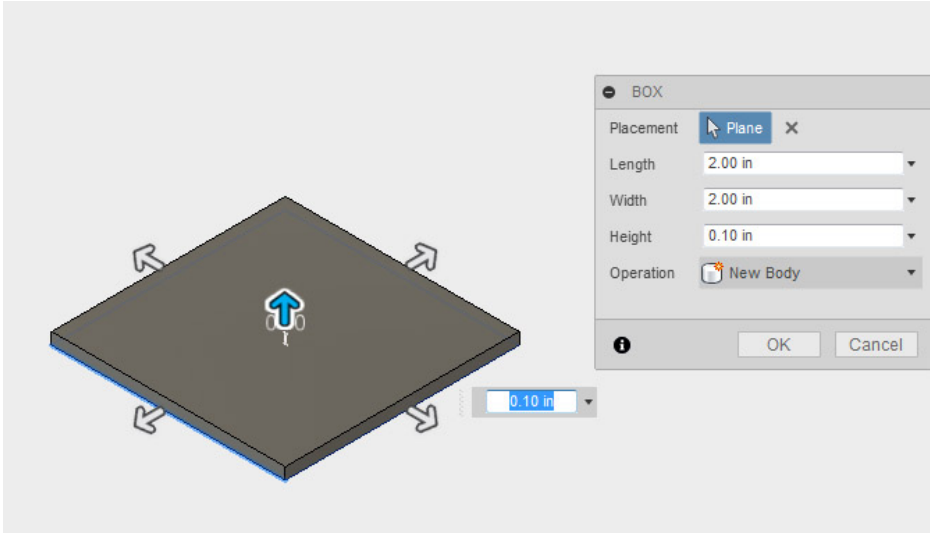 BOX
Placement Plane
Length 2.00 in
Width 2.00 in
Height 0.10 in
Operation New Body
OK Cancel
0.10 in